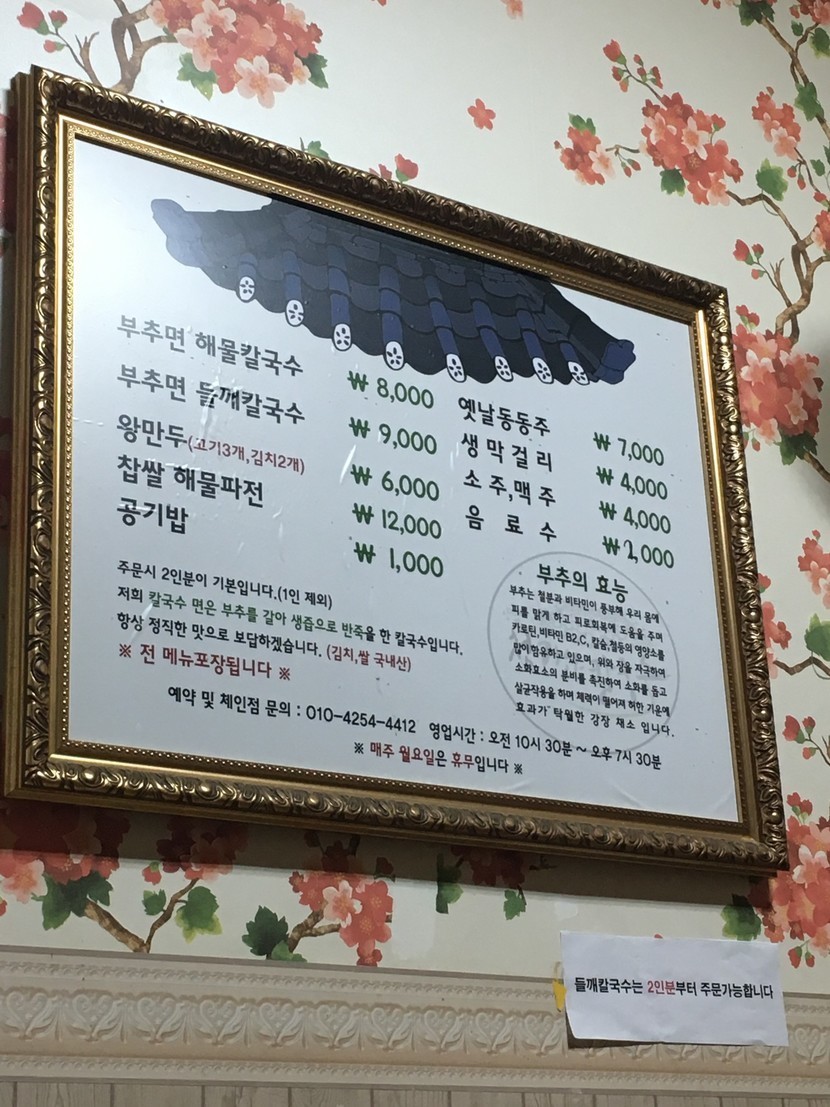 부추면 해물칼국수 ₩ 8,000
부추면 들깨칼국수 ₩ 9,000
왕만두(고기3개,김치2개) ₩ 6,000
찹쌀 해물파전 ₩ 12,000
공기밥 ₩ 1,000
옛날동동주 ₩ 7,000
생막걸리 ₩ 4,000
소주,맥주 ₩ 4,000
음료수 ₩ 2,000
주문시 2인분이 기본입니다.(1인 제외)
저희 칼국수 면은 부추를 갈아 생즙으로 반죽을 한 칼국수입니다.
항상 정직한 맛으로 보답하겠습니다. (김치,쌀 국내산)
※ 전 메뉴포장됩니다 ※
부추의 효능
부추는 철분과 비타민이 풍부해 우리 몸에
피를 맑게 하고 피로회복에 도움을 주며
카로틴,비타민 B2,C, 칼슘,철등의 영양소를
많이 함유하고 있으며, 위와 장을 자극하여
소화효소의 분비를 촉진하여 소화를 돕고
살균작용을 하며 체력이 떨어져 허한 기운에
효과가 탁월한 강장 채소 입니다.
예약 및 체인점 문의 : 010-4254-4412 영업시간 : 오전 10시 30분 ~ 오후 7시 30분
※ 매주 월요일은 휴무입니다 ※
들깨칼국수는 2인분부터 주문가능합니다